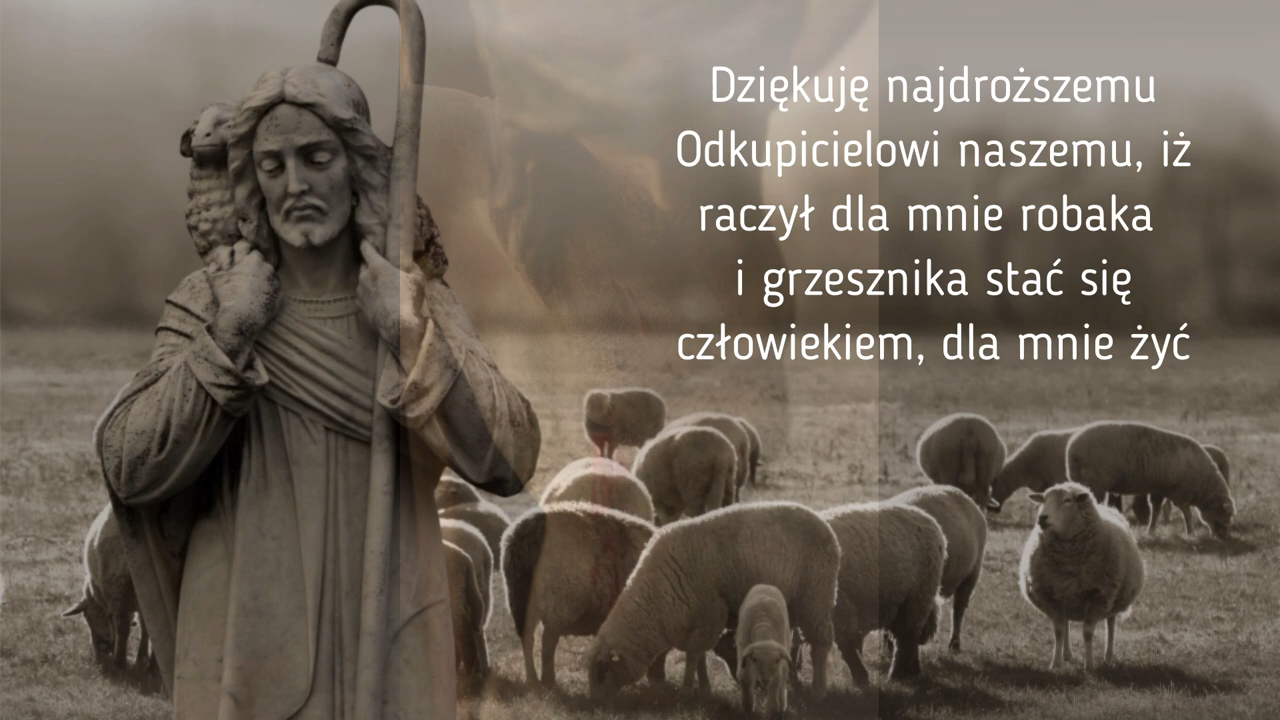 Dziękuję najdroższemu
Odkupicielowi naszemu, iż
raczył dla mnie robaka
i grzesznika stać się
człowiekiem, dla mnie żyć